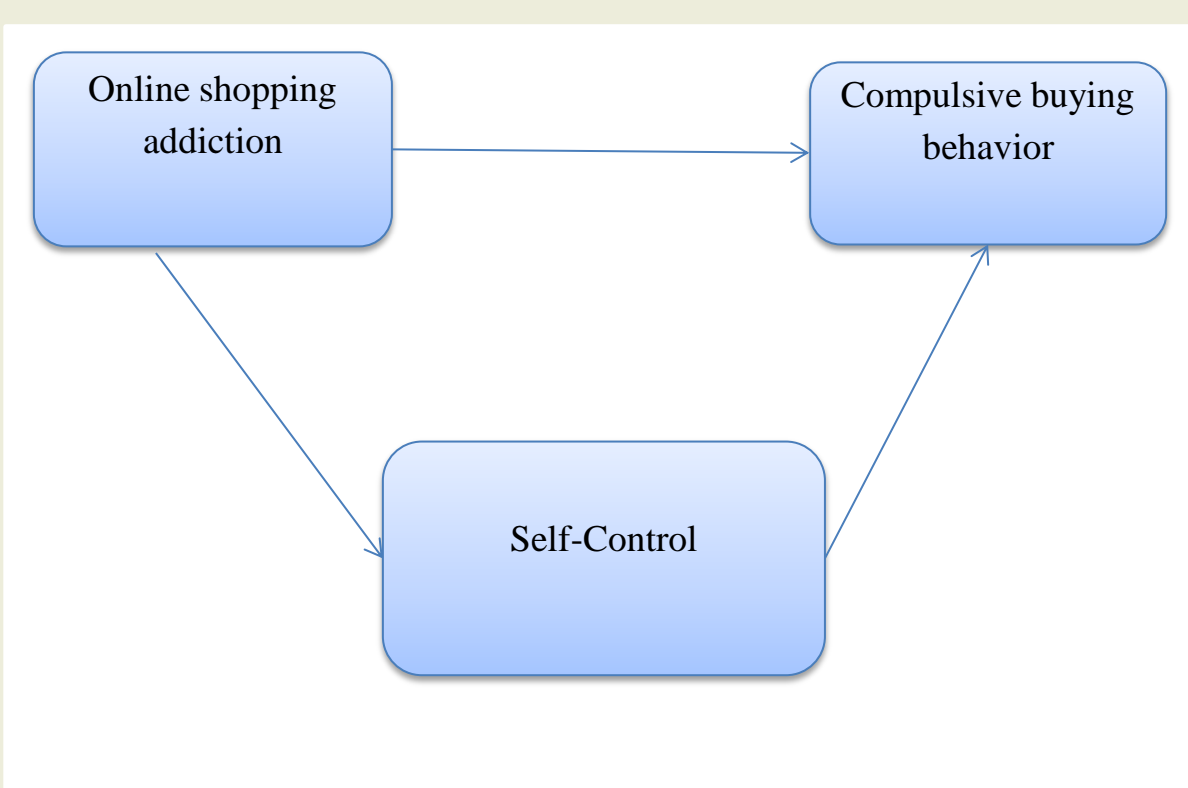 Online shopping
addiction
Compulsive buying
behavior
Self-Control